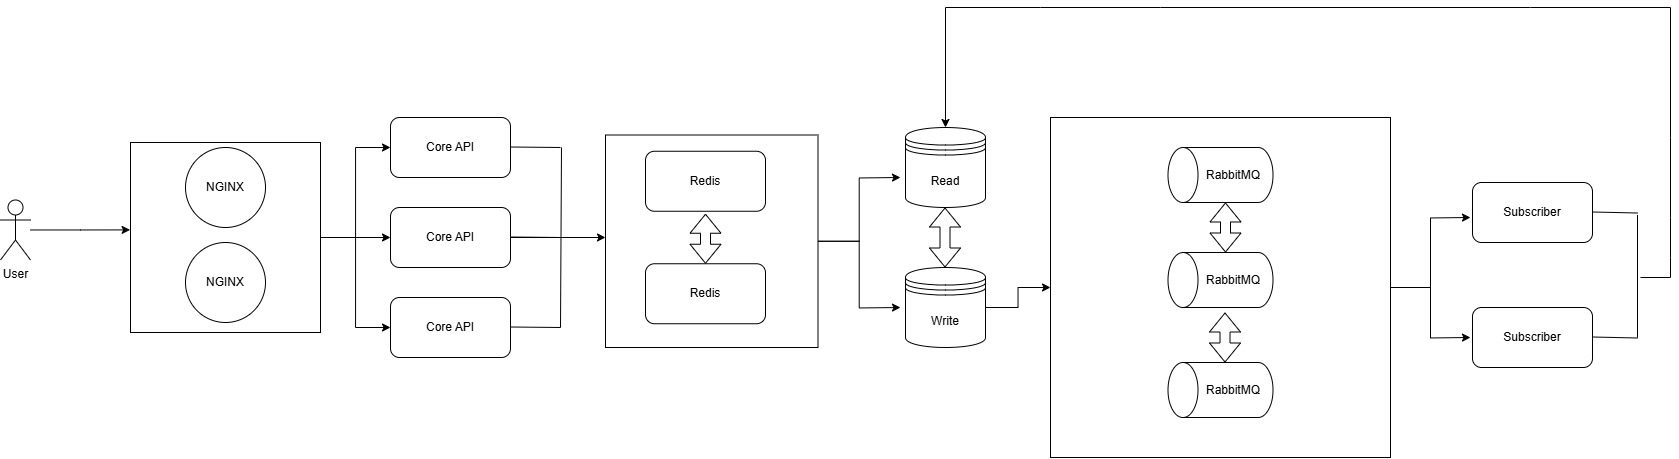 User
NGINX
NGINX
Core API
Core API
Core API
Redis
Redis
Read
Write
RabbitMQ
RabbitMQ
RabbitMQ
Subscriber
Subscriber